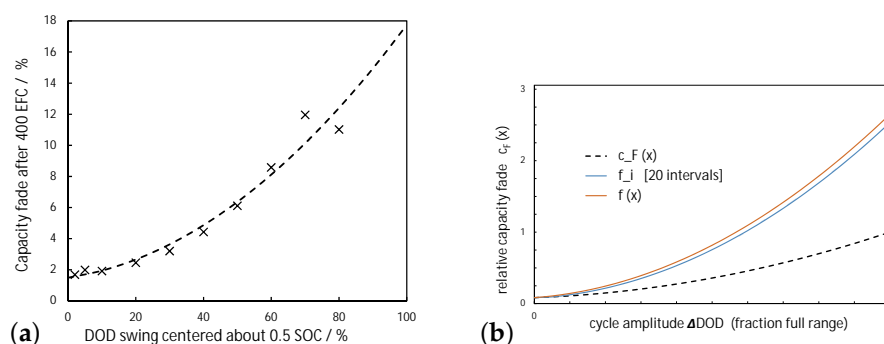 18
16
14
12
10
8
6
4
2
0
Capacity fade after 400 EFC / %
0 20 40 60 80 100
DOD swing centered about 0.5 SOC / %
(a)
3
2
1
0
relative capacity fade c_F (x)
c_F (x)
f_i [20 intervals]
f (x)
0
cycle amplitude ΔDOD (fraction full range)
(b)